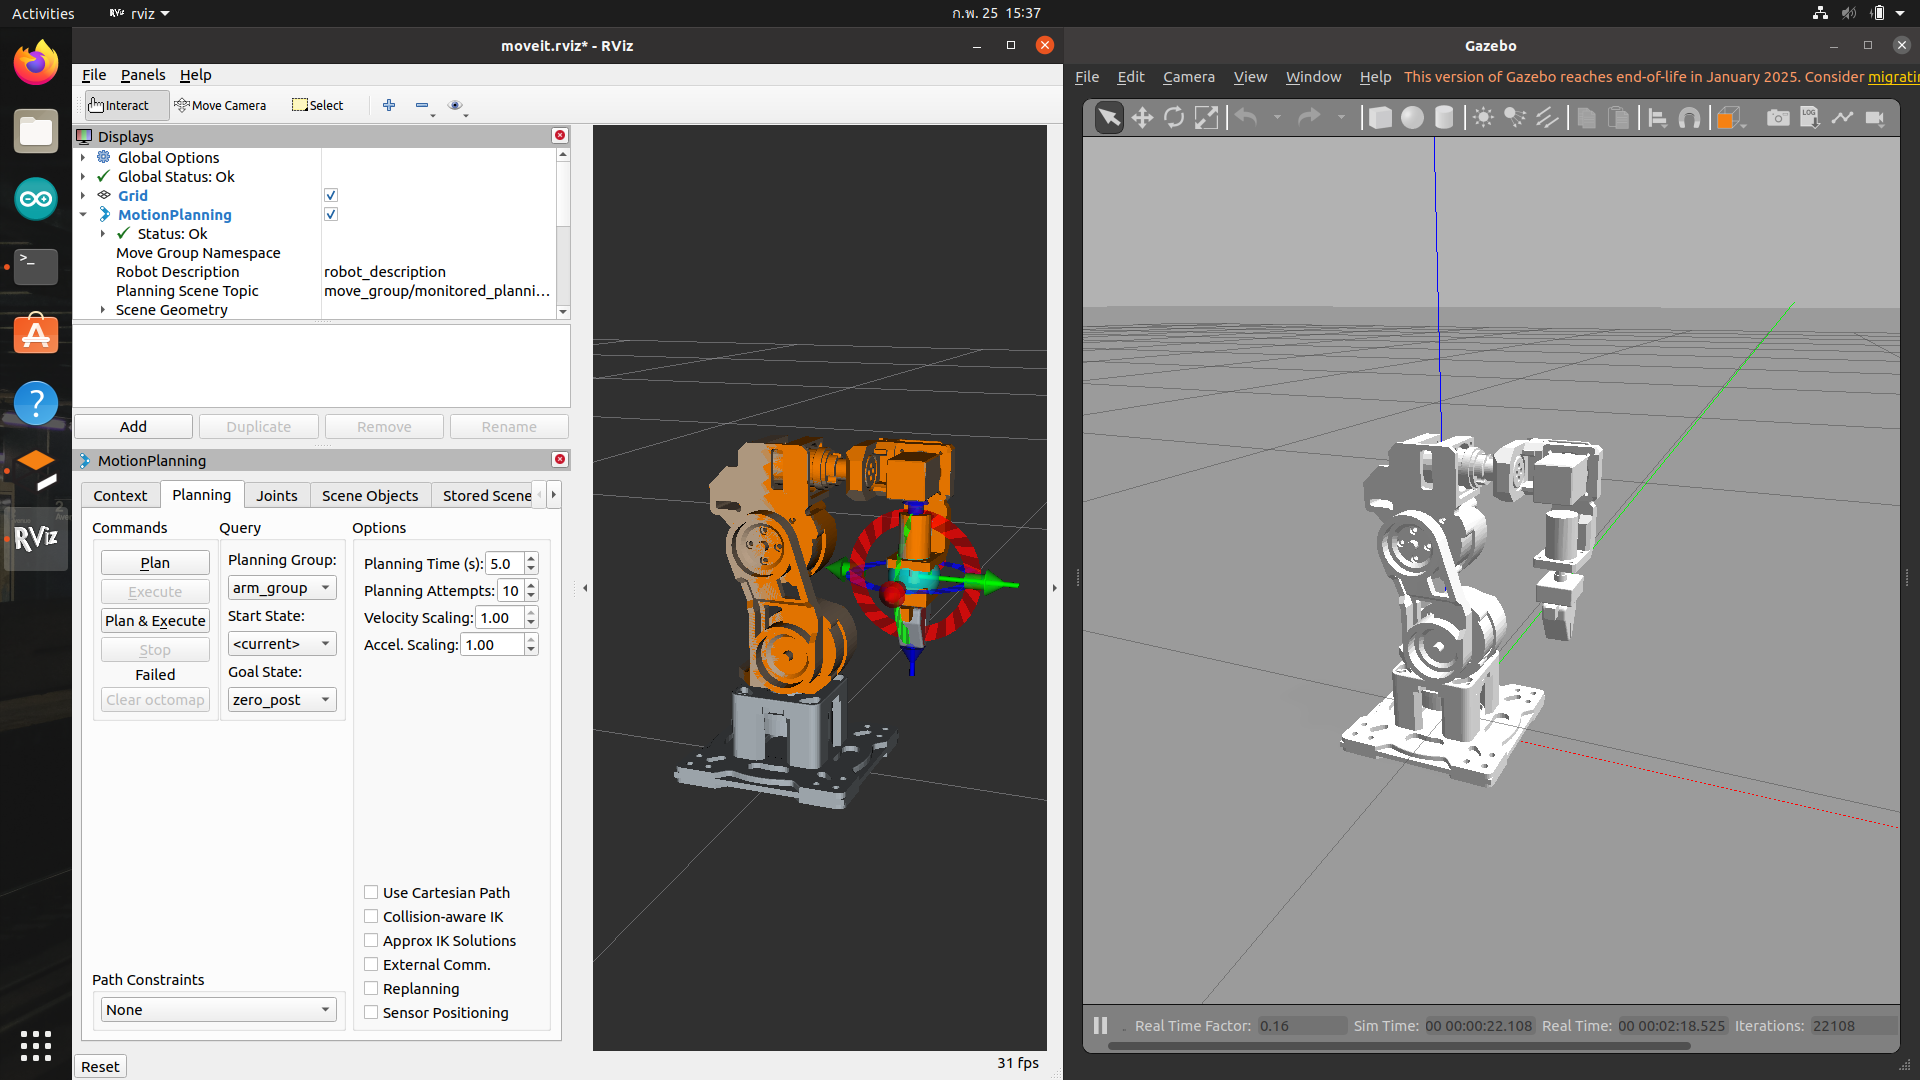 Activities
RViz rviz
ก.พ. 25 15:37
moveit.rviz* - RViz
File Panels Help
Interact Move Camera Select
Displays
Global Options
Global Status: Ok
Grid
MotionPlanning
Status: Ok
Move Group Namespace
Robot Description robot_description
Planning Scene Topic move_group/monitored_planni...
Scene Geometry
Add Duplicate Remove Rename
MotionPlanning
Context Planning Joints Scene Objects Stored Scene
Commands Query Options
Plan
Execute
Plan & Execute
Stop
Failed
Clear octomap
Planning Group:
arm_group
Start State:
<current>
Goal State:
zero_post
Planning Time (s): 5.0
Planning Attempts: 10
Velocity Scaling: 1.00
Accel. Scaling: 1.00
Use Cartesian Path
Collision-aware IK
Approx IK Solutions
External Comm.
Replanning
Sensor Positioning
Path Constraints
None
Reset
31 fps
RViz
Gazebo
File Edit Camera View Window Help This version of Gazebo reaches end-of-life in January 2025. Consider migratin
LOG
Real Time Factor: 0.16 Sim Time: 00 00:00:22.108 Real Time: 00 00:02:18.525 Iterations: 22108